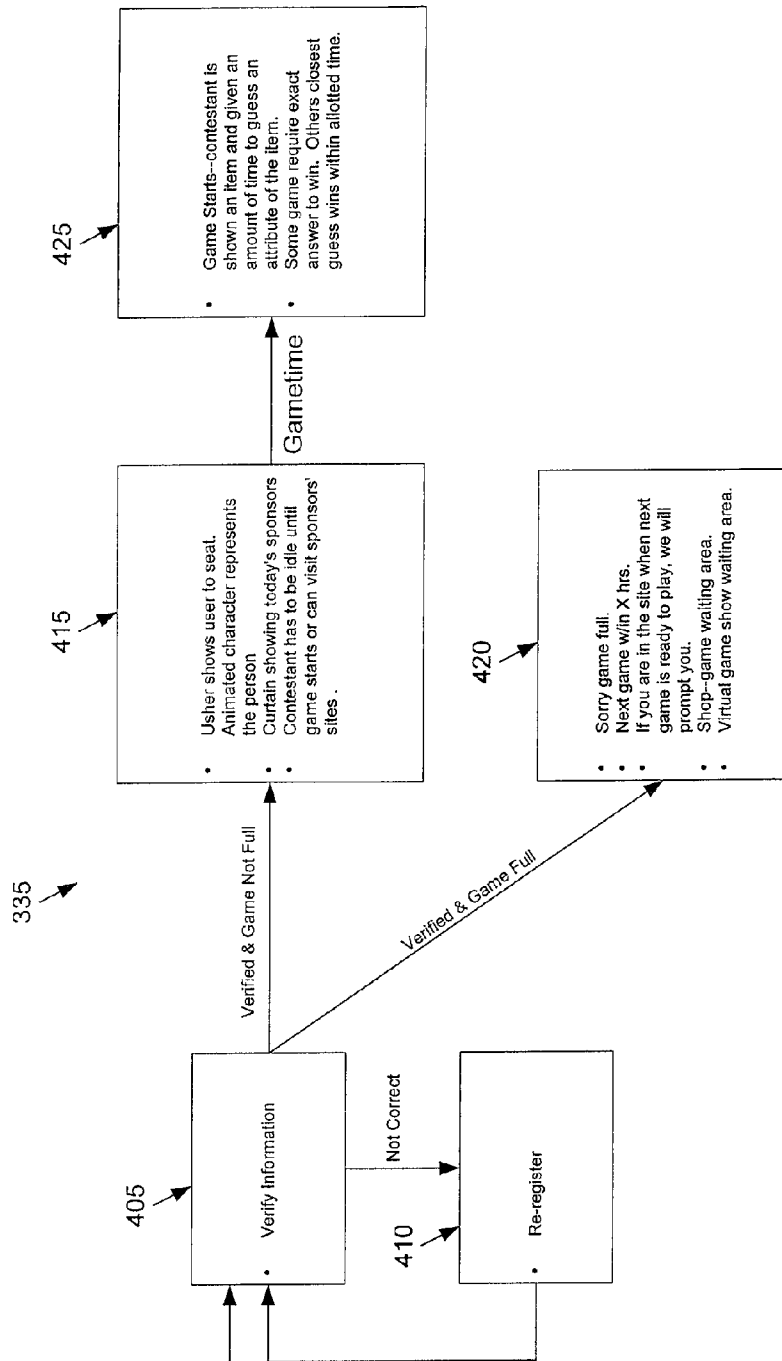 335
405
• Verify Information
Not Correct
410
• Re-register
Verified & Game Not Full
Verified & Game Full
415
• Usher shows user to seat.
Animated character represents
the person
• Curtain showing today's sponsors
• Contestant has to be idle until
game starts or can visit sponsors'
sites .
420
• Sorry game full.
• Next game w/in X hrs.
• If you are in the site when next
game is ready to play, we will
prompt you.
• Shop--game waiting area.
• Virtual game show waiting area.
Gametime
425
• Game Starts--contestant is
shown an item and given an
amount of time to guess an
attribute of the item.
• Some game require exact
answer to win. Others closest
guess wins within allotted time.